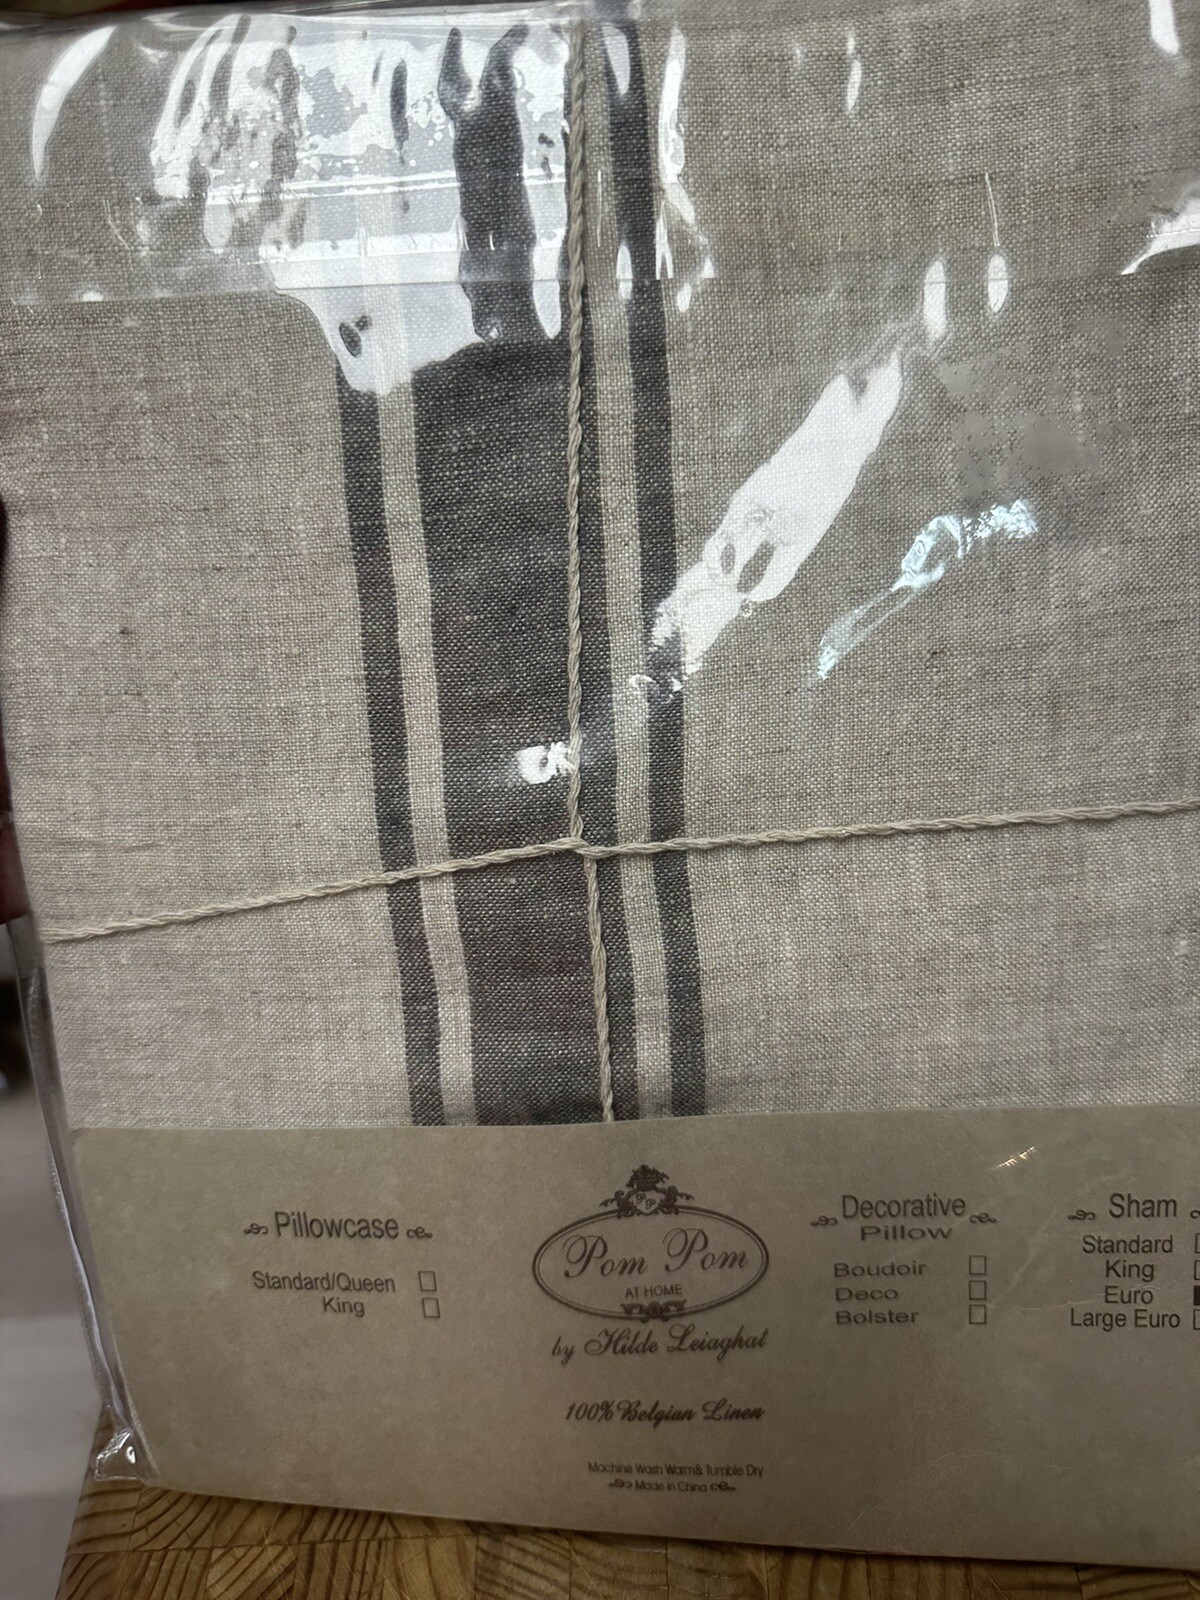 Pillowcase
Standard/Queen
King
P P
Pom Pom
AT HOME
by Hilde Leiaghat
100% Belgian Linen
Machine Wash Warm& Tumble Dry
Made in China
Decorative
Pillow
Boudoir
Deco
Bolster
Sham
Standard
King
Euro
Large Euro